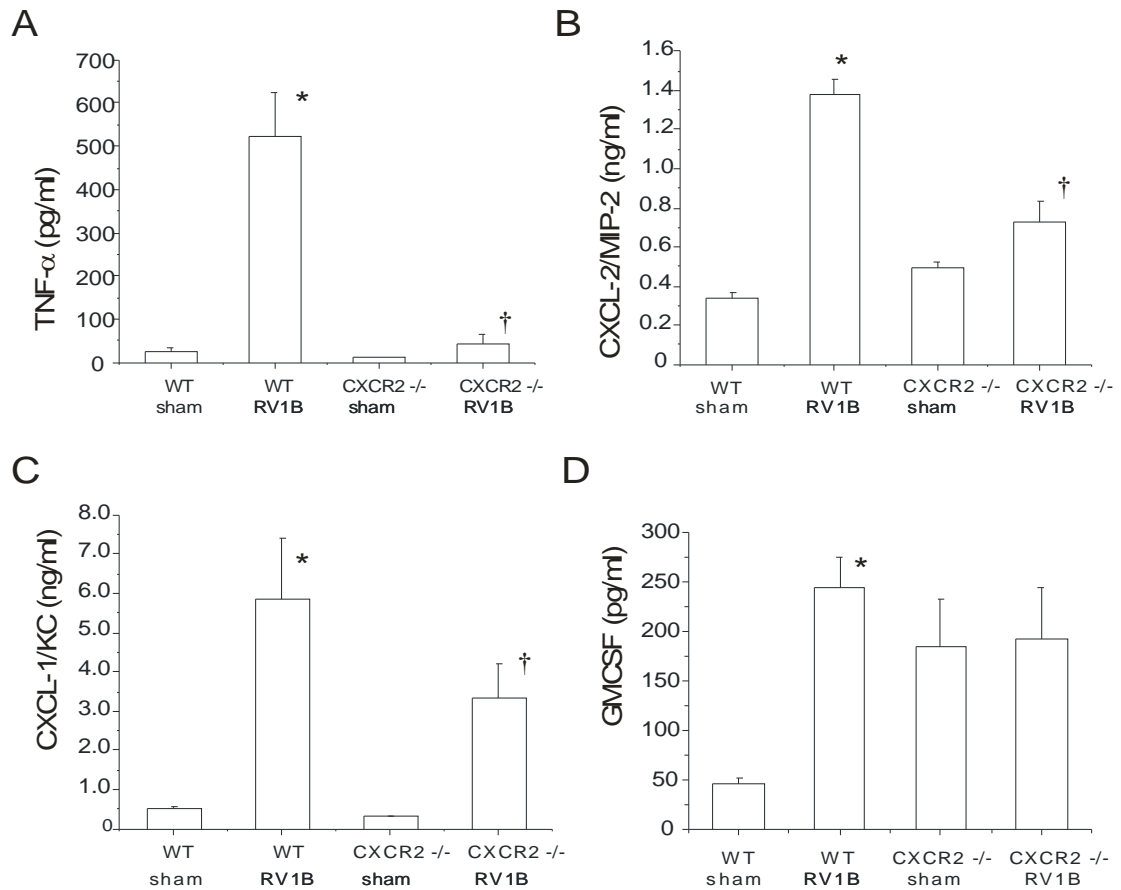 A
TNF-α (pg/ml)
700
600
500
400
300
200
100
0
*
†
WT sham
WT RV1B
CXCR2 -/- sham
CXCR2 -/- RV1B
B
CXCL-2/MIP-2 (ng/ml)
1.6
1.4
1.2
1.0
0.8
0.6
0.4
0.2
0
*
†
WT sham
WT RV1B
CXCR2 -/- sham
CXCR2 -/- RV1B
C
CXCL-1/KC (ng/ml)
8.0
7.0
6.0
5.0
4.0
3.0
2.0
1.0
0
*
†
WT sham
WT RV1B
CXCR2 -/- sham
CXCR2 -/- RV1B
D
GMCSF (pg/ml)
300
250
200
150
100
50
0
*
WT sham
WT RV1B
CXCR2 -/- sham
CXCR2 -/- RV1B